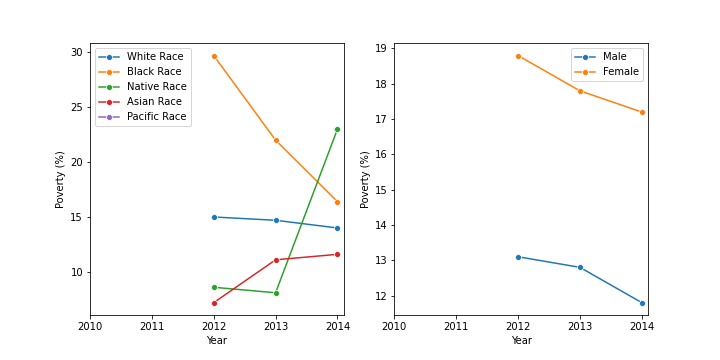 30
25
20
15
10
Poverty (%)
2010 2011 2012 2013 2014
Year
White Race
Black Race
Native Race
Asian Race
Pacific Race
19
18
17
16
15
14
13
12
Poverty (%)
2010 2011 2012 2013 2014
Year
Male
Female